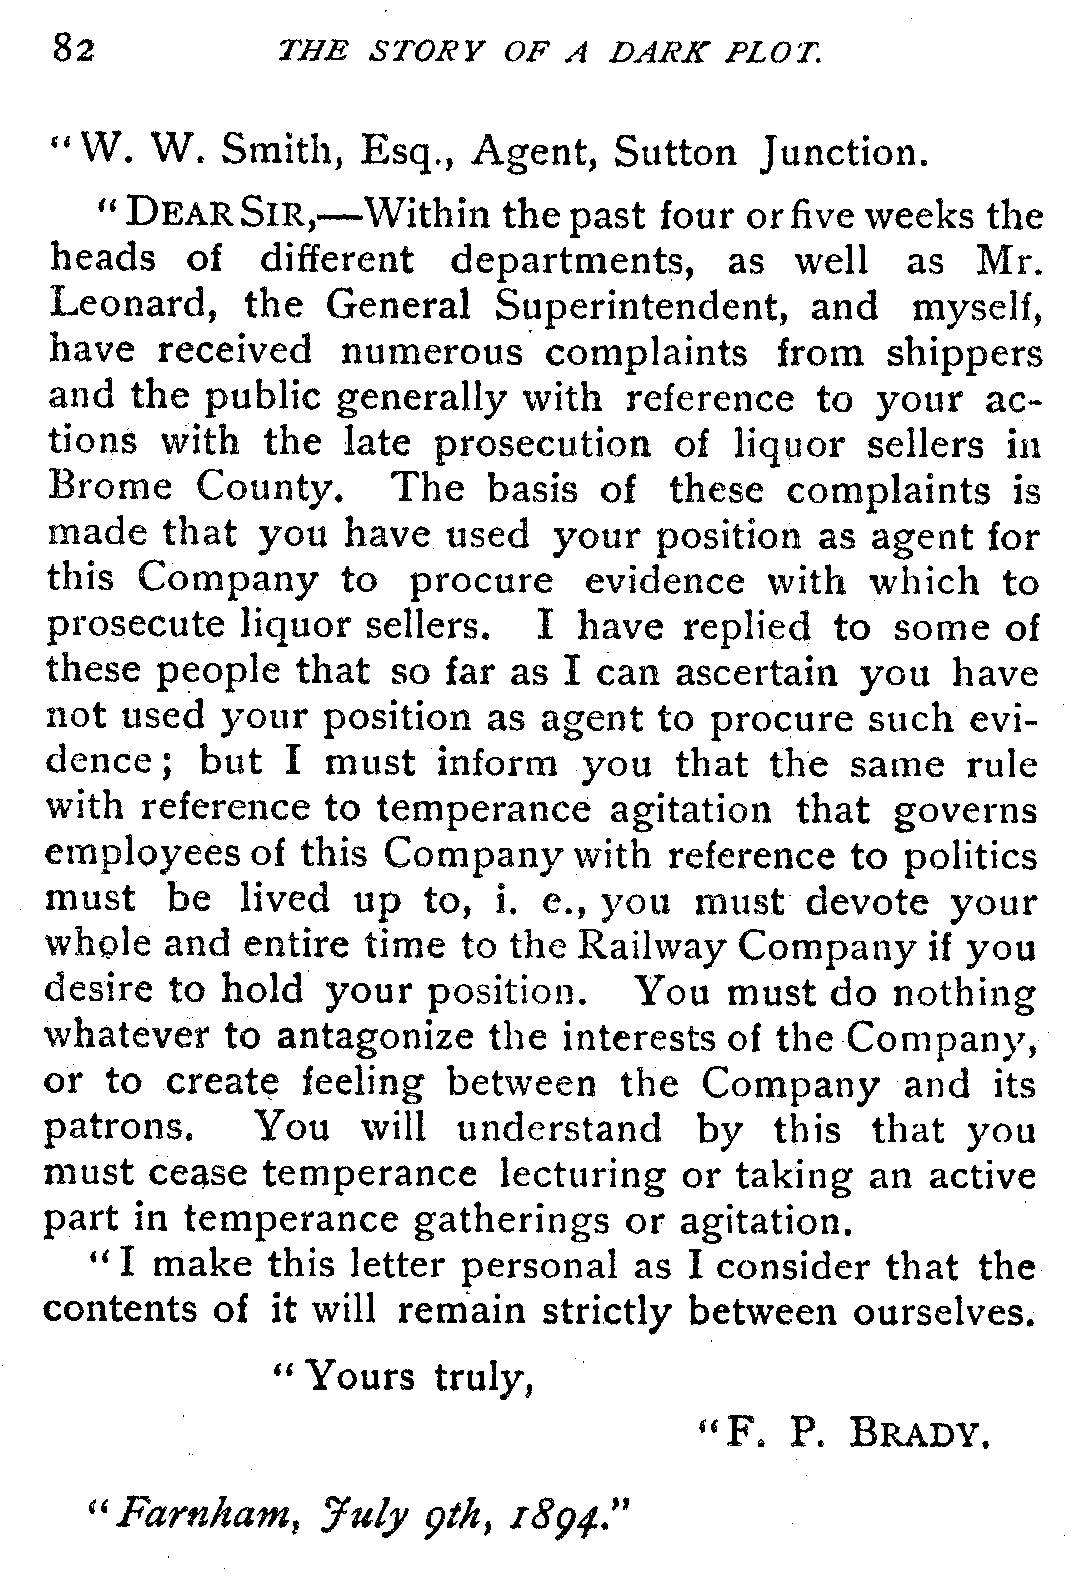 82 THE STORY OF A DARK PLOT.
"W. W. Smith, Esq., Agent, Sutton Junction.
"DEAR SIR,—Within the past four or five weeks the
heads of different departments, as well as Mr.
Leonard, the General Superintendent, and myself,
have received numerous complaints from shippers
and the public generally with reference to your ac-
tions with the late prosecution of liquor sellers in
Brome County. The basis of these complaints is
made that you have used your position as agent for
this Company to procure evidence with which to
prosecute liquor sellers. I have replied to some of
these people that so far as I can ascertain you have
not used your position as agent to procure such evi-
dence; but I must inform you that the same rule
with reference to temperance agitation that governs
employees of this Company with reference to politics
must be lived up to, i. e., you must devote your
whole and entire time to the Railway Company if you
desire to hold your position. You must do nothing
whatever to antagonize the interests of the Company,
or to create feeling between the Company and its
patrons. You will understand by this that you
must cease temperance lecturing or taking an active
part in temperance gatherings or agitation.
"I make this letter personal as I consider that the
contents of it will remain strictly between ourselves.
"Yours truly,
"F. P. BRADY.
"Farnham, July 9th, 1894."